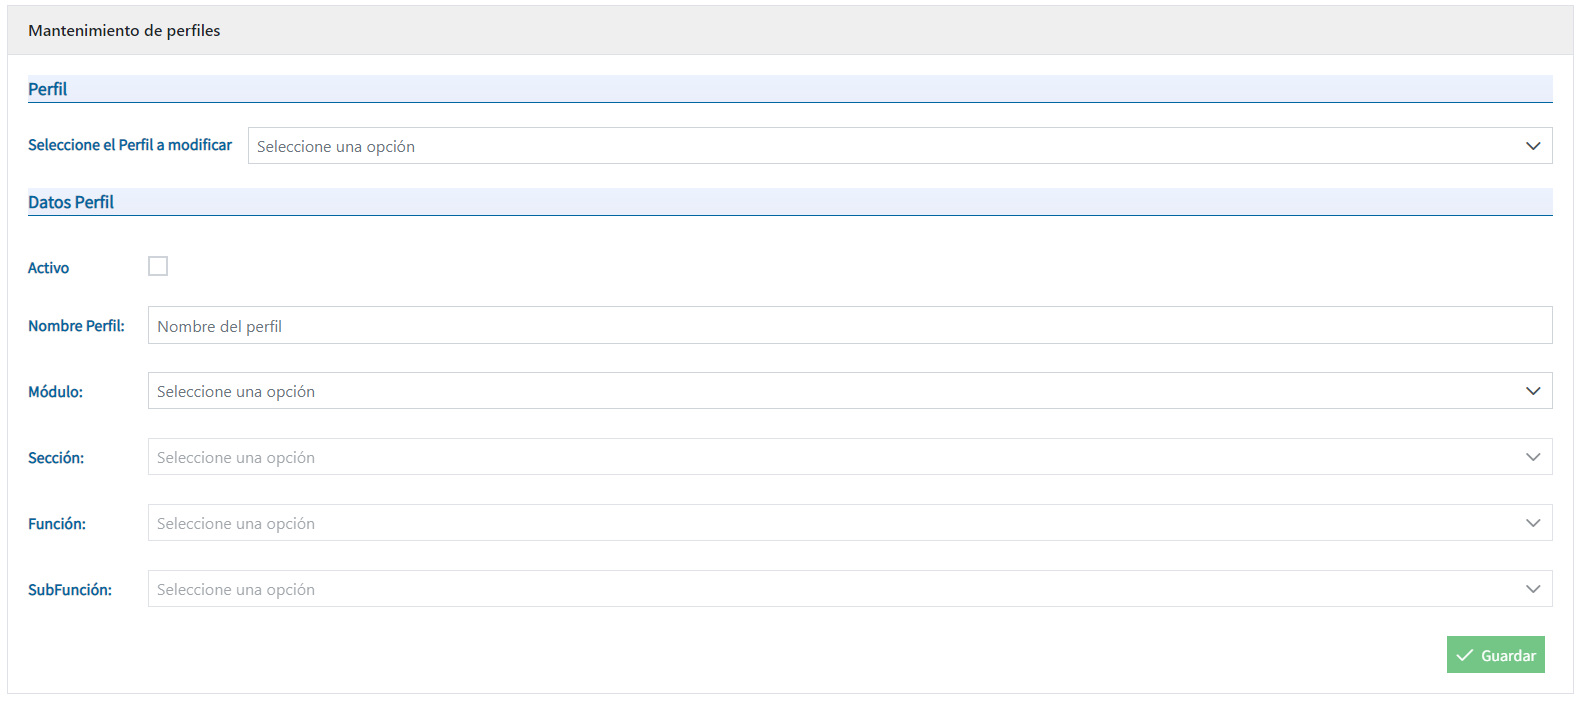 Mantenimiento de perfiles
Perfil
Seleccione el Perfil a modificar Seleccione una opción
Datos Perfil
Activo
Nombre Perfil: Nombre del perfil
Módulo: Seleccione una opción
Sección: Seleccione una opción
Función: Seleccione una opción
SubFunción: Seleccione una opción
Guardar